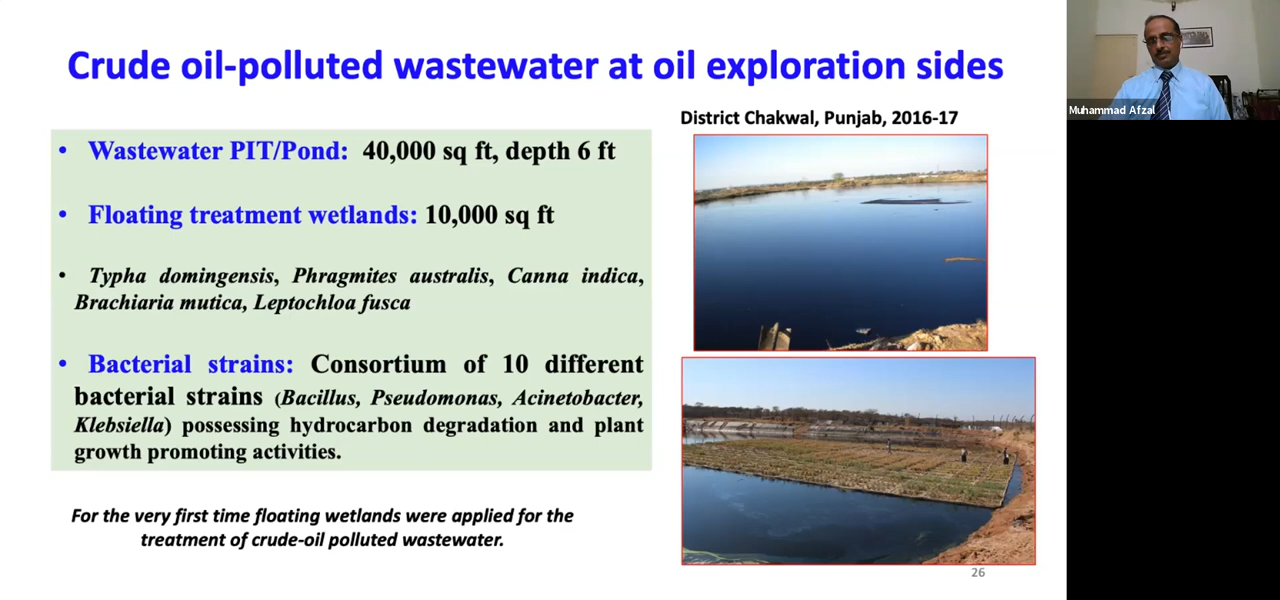 Crude oil-polluted wastewater at oil exploration sides
Muhammad Afzal
District Chakwal, Punjab, 2016-17
• Wastewater PIT/Pond: 40,000 sq ft, depth 6 ft
• Floating treatment wetlands: 10,000 sq ft
• Typha domingensis, Phragmites australis, Canna indica,
Brachiaria mutica, Leptochloa fusca
• Bacterial strains: Consortium of 10 different
bacterial strains (Bacillus, Pseudomonas, Acinetobacter,
Klebsiella) possessing hydrocarbon degradation and plant
growth promoting activities.
For the very first time floating wetlands were applied for the
treatment of crude-oil polluted wastewater.
26